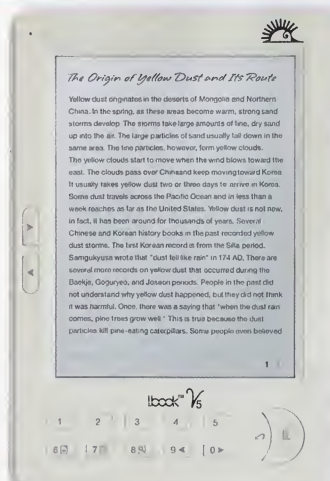 The Origin of Yellow Dust and Its Route
Yellow dust originates in the deserts of Mongolia and Northern
China. In the spring, as these areas become warm, strong sand
storms develop. The storms take large amounts of fine, dry sand
up into the air. The large particles of sand usually fall down in the
same area. The fine particles, however, form yellow clouds.
The yellow clouds start to move when the wind blows toward the
east. The clouds pass over Chineand keep moving toward Korea
It usually takes yellow dust two or three days to arrive in Korea.
Some dust travels across the Pacific Ocean and in less than a
week reaches as far as the United States. Yellow dust is not new,
in fact, it has been around for thousands of years. Several
Chinese and Korean history books in the past recorded yellow
dust storms. The first Korean record is from the Silla period.
Samgukyusa wrote that "dust fell like rain" in 174 AD. There are
several more records on yellow dust that occurred during the
Baekje, Goguryeo, and Joseon periods. People in the past did
not understand why yellow dust happened, but they did not think
it was harmful. Once, there was a saying that "when the dust rain
comes, pine trees grow well." This is true because the dust
particles kill pine-eating caterpillars. Some people even believed
1
V5
1 2 3 4 5
6 7 8 9 0